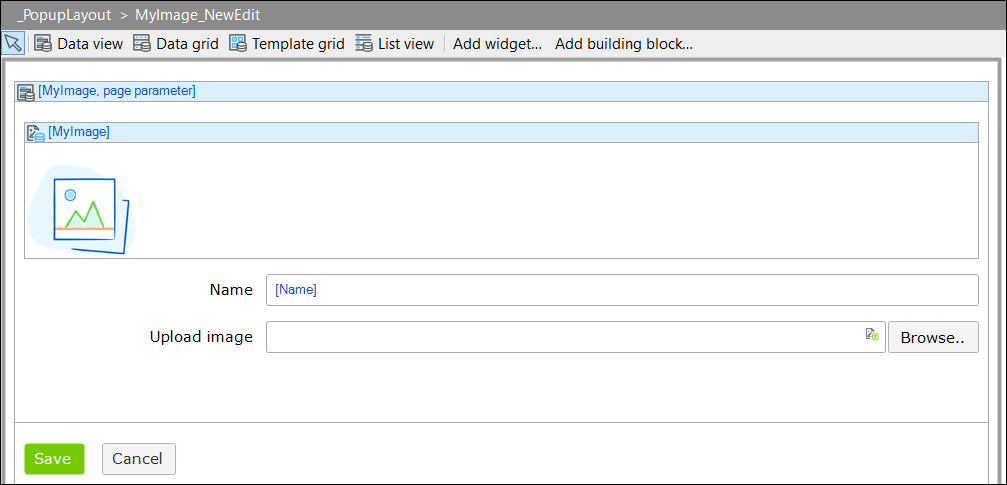 _PopupLayout > MyImage_NewEdit
Data view Data grid Template grid List view Add widget... Add building block...
[MyImage, page parameter]
[MyImage]
Name [Name]
Upload image Browse..
Save Cancel